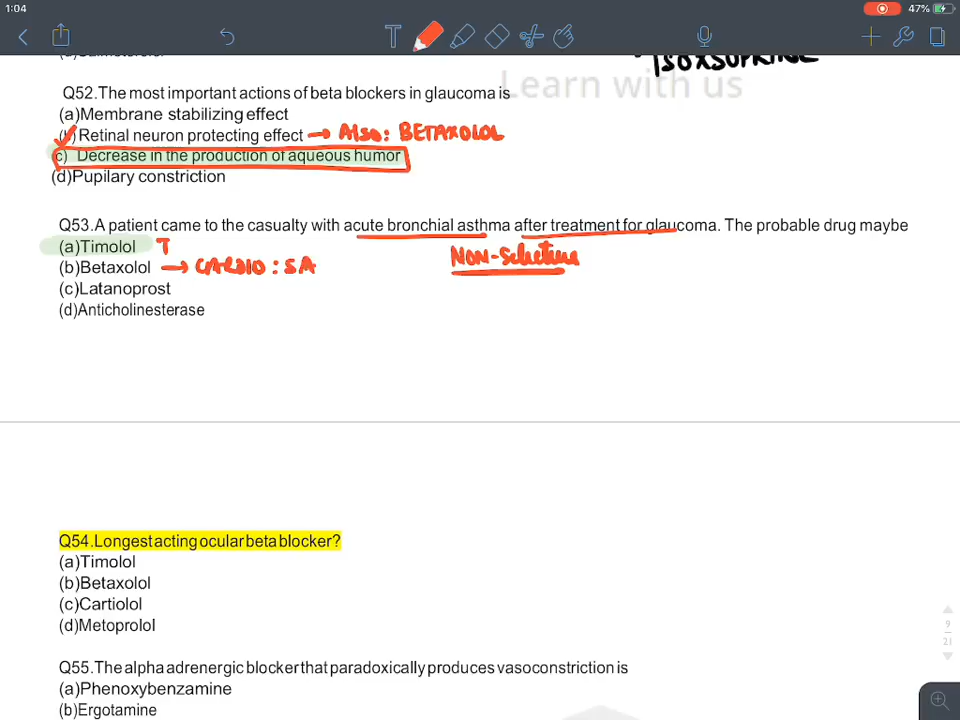 1:04
47%
ISOXSUPRINE
Learn with us
Q52.The most important actions of beta blockers in glaucoma is
(a)Membrane stabilizing effect
(b) Retinal neuron protecting effect → Also: BETAXOLOL
c) Decrease in the production of aqueous humor
(d)Pupilary constriction
Q53.A patient came to the casualty with acute bronchial asthma after treatment for glaucoma. The probable drug maybe
(a)Timolol T
Non-Selective
(b)Betaxolol → CARDIO: SA
(c)Latanoprost
(d)Anticholinesterase
Q54.Longest acting ocular beta blocker?
(a)Timolol
(b)Betaxolol
(c)Cartiolol
(d)Metoprolol
9
21
Q55.The alpha adrenergic blocker that paradoxically produces vasoconstriction is
(a)Phenoxybenzamine
(b)Ergotamine